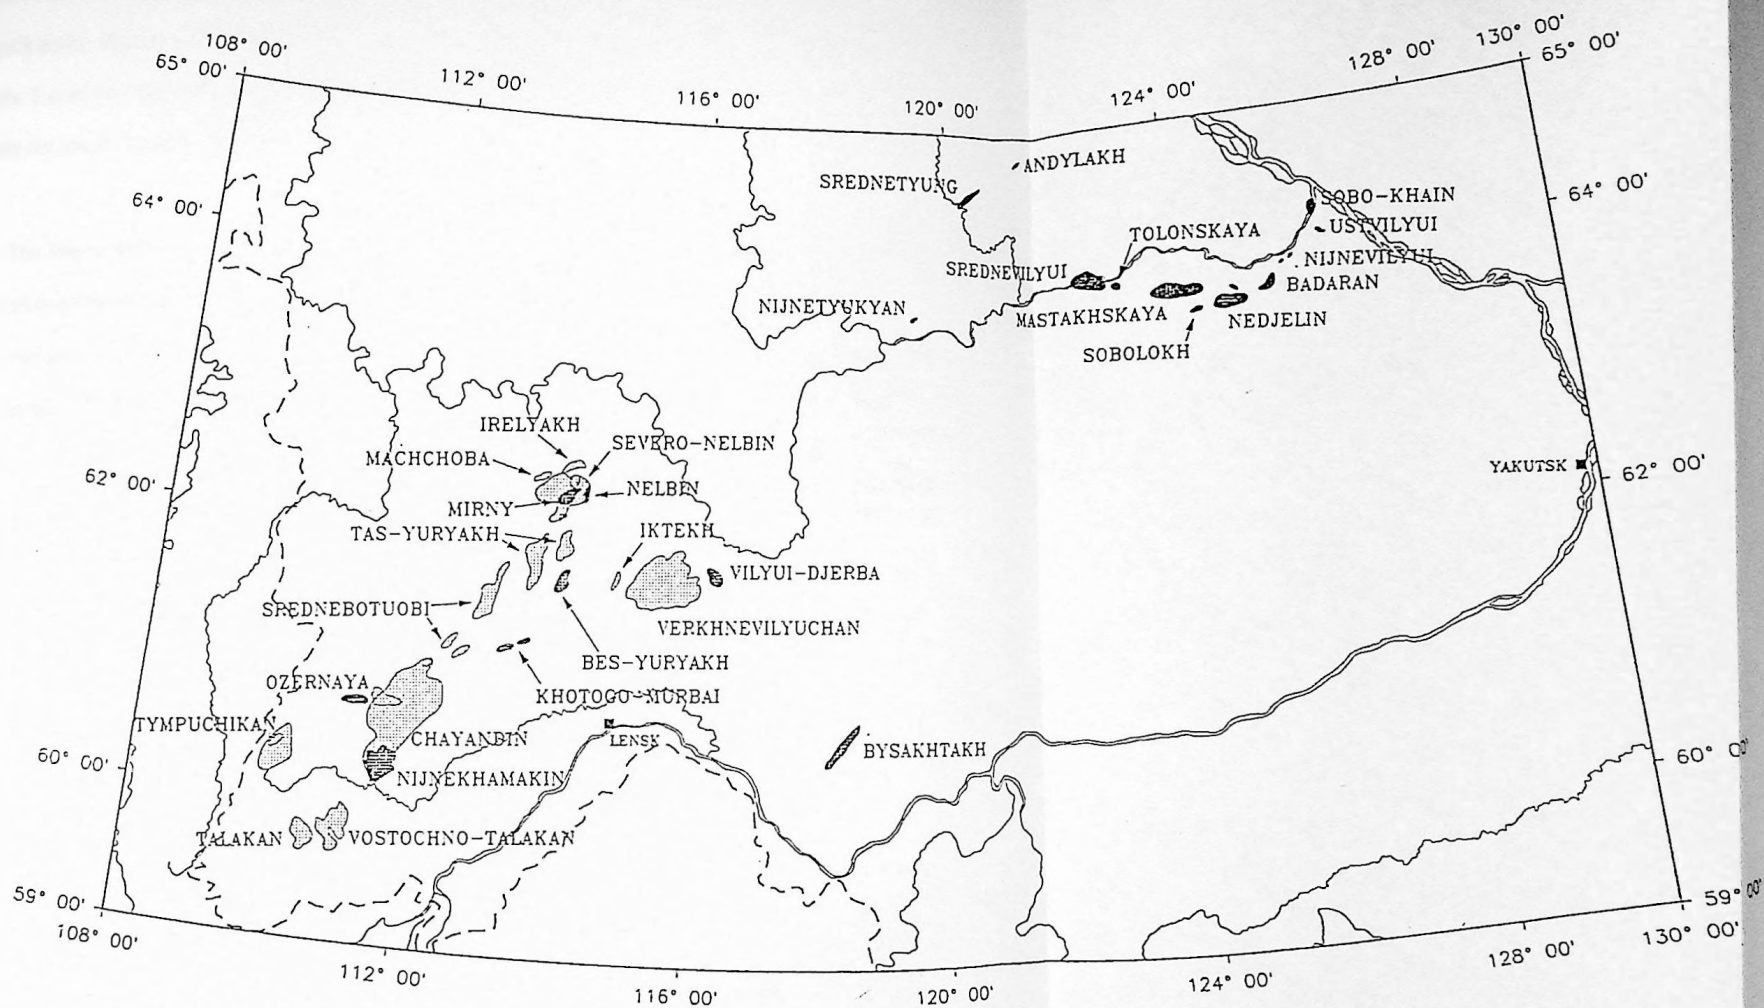 108° 00'
112° 00'
116° 00'
120° 00'
124° 00'
128° 00'
130° 00'
65° 00'
65° 00'
64° 00'
64° 00'
ANDYLAKH
SREDNETYUNG
SOBO-KHAIN
USTVILYUI
TOLONSKAYA
NIJNEVILYUI
SREDNEVILYUI
BADARAN
NIJNETYUKYAN
MASTAKHSKAYA
NEDJELIN
SOBOLOKH
IRELYAKH
SEVERO-NELBIN
MACHCHOBA
62° 00'
YAKUTSK
62° 00'
NELBIN
MIRNY
TAS-YURYAKH
IKTEKH
VILYUI-DJERBA
SREDNEBOTUOBI
VERKHNEVILYUCHAN
BES-YURYAKH
OZERNAYA
KHOTOGO-MURBAI
TYMPUCHIKAN
CHAYANDIN
LENSK
BYSAKHTAKH
60° 00'
60° 00'
NIJNEKHAMAKIN
TALAKAN
VOSTOCHNO-TALAKAN
59° 00'
59° 00'
108° 00'
112° 00'
116° 00'
120° 00'
124° 00'
128° 00'
130° 00'